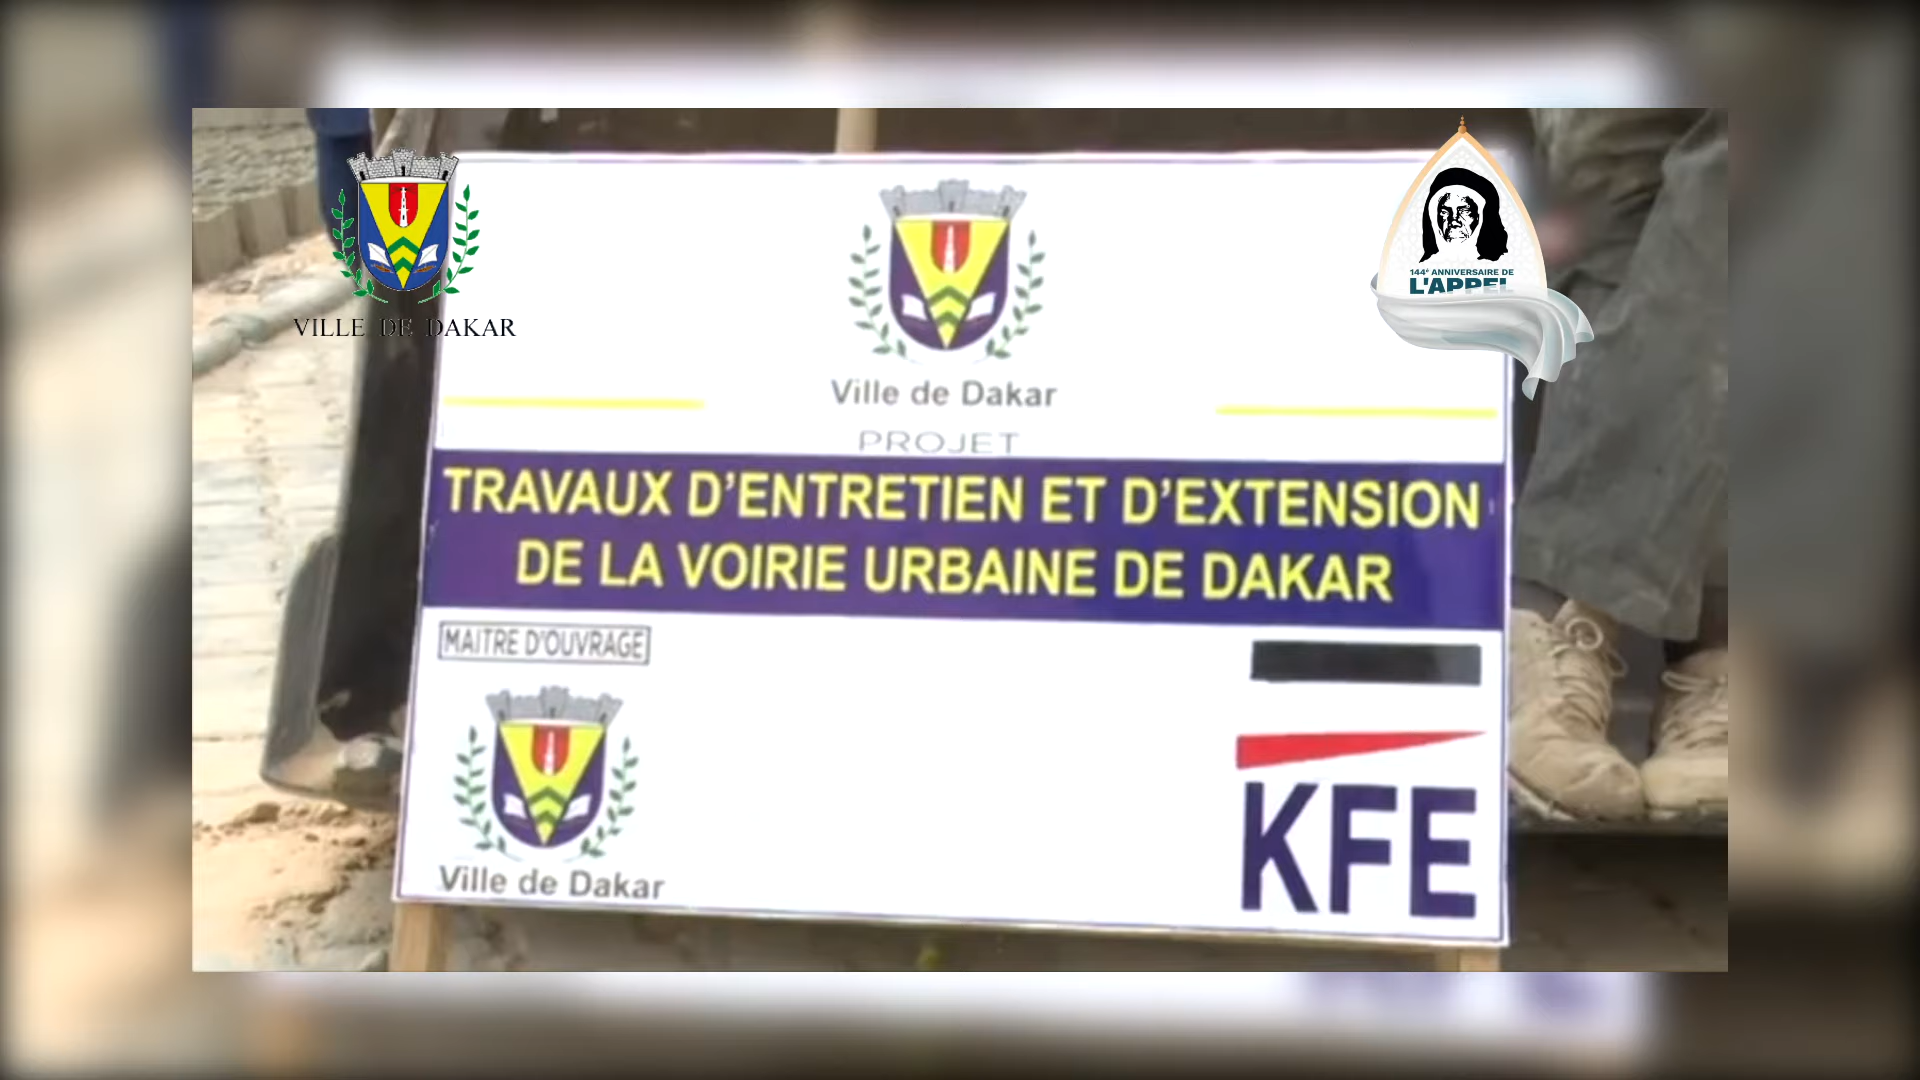 VILLE DE DAKAR
144e ANNIVERSAIRE DE
L'APPEL
Ville de Dakar
PROJET
TRAVAUX D'ENTRETIEN ET D'EXTENSION
DE LA VOIRIE URBAINE DE DAKAR
MAITRE D'OUVRAGE
Ville de Dakar
KFE